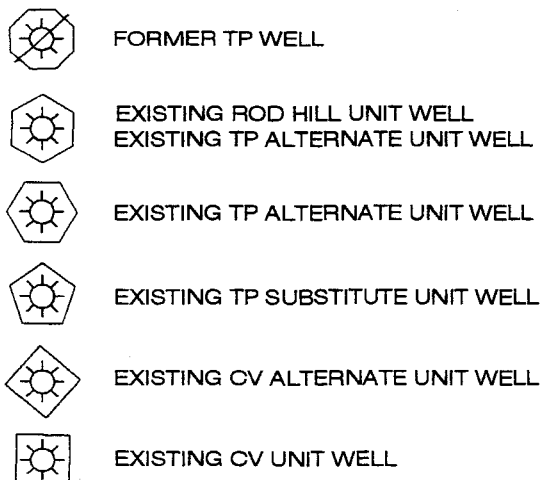 FORMER TP WELL
EXISTING ROD HILL UNIT WELL
EXISTING TP ALTERNATE UNIT WELL
EXISTING TP ALTERNATE UNIT WELL
EXISTING TP SUBSTITUTE UNIT WELL
EXISTING CV ALTERNATE UNIT WELL
EXISTING CV UNIT WELL